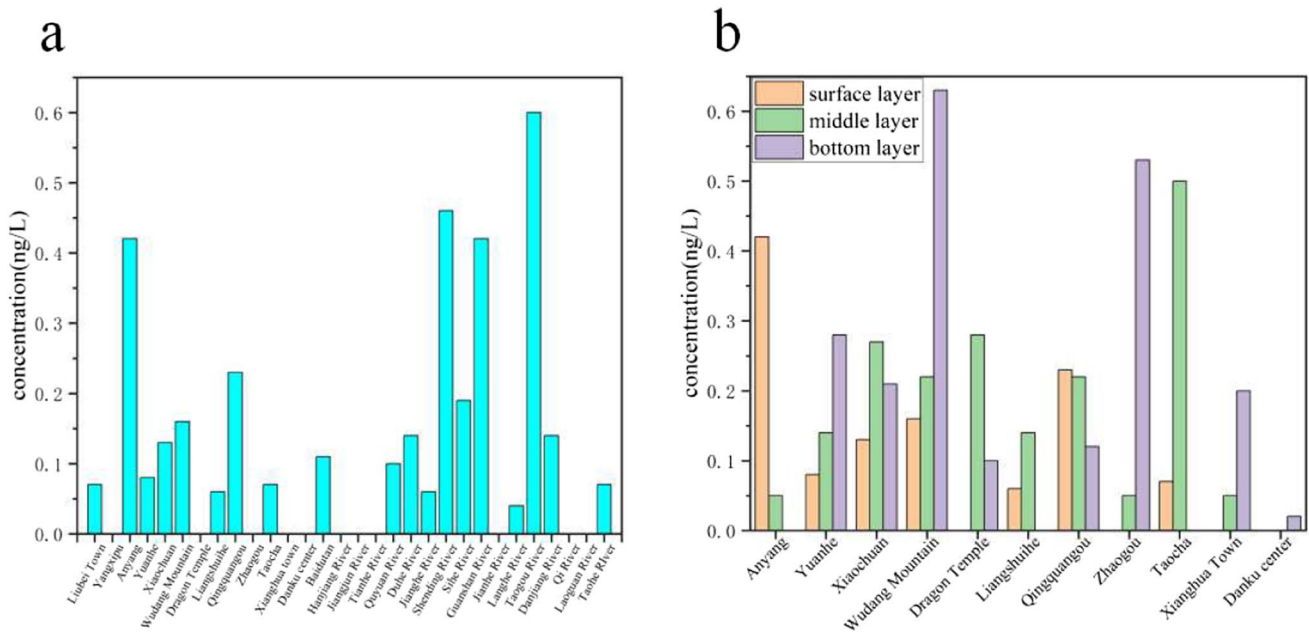 a
concentration(ng/L)
0.6
0.5
0.4
0.3
0.2
0.1
0.0
Liubei Town
Yangxipu
Anyang
Yuanhe
Xiaochuan
Wudang Mountain
Dragon Temple
Liangshuihe
Qingquangou
Zhaogou
Taocha
Xianghua town
Danku center
Baidutan
Hanjiang River
Jiangjun River
Tianhe River
Quyuan River
Duhe River
Jianghe River
Shending River
Sihe River
Guanshan River
Jianhe River
Langhe River
Taogou River
Danjiang River
Qi River
Laoguan River
Taohe RIver
b
concentration(ng/L)
0.6
0.5
0.4
0.3
0.2
0.1
0.0
surface layer
middle layer
bottom layer
Anyang
Yuanhe
Xiaochuan
Wudang Mountain
Dragon Temple
Liangshuihe
Qingquangou
Zhaogou
Taocha
Xianghua Town
Danku center